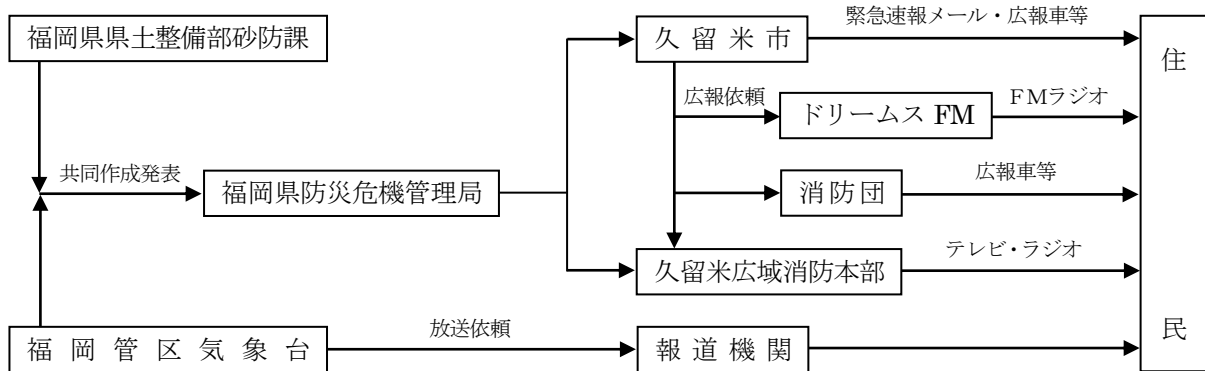 緊急速報メール・広報車等
福岡県県土整備部砂防課
久留米市
住民
広報依頼
ドリームス FM
ＦＭラジオ
共同作成発表
福岡県防災危機管理局
消防団
広報車等
久留米広域消防本部
テレビ・ラジオ
福岡管区気象台
放送依頼
報道機関